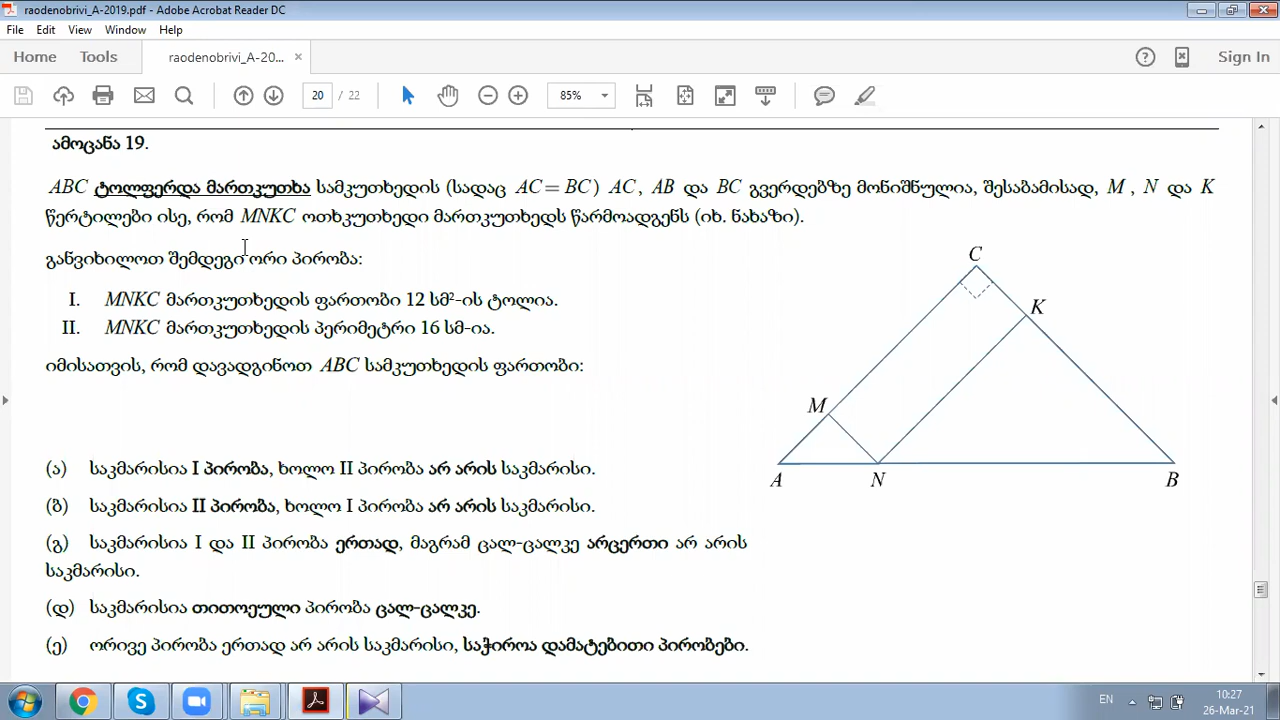 raodenobrivi_A-2019.pdf - Adobe Acrobat Reader DC
File Edit View Window Help
Home Tools raodenobrivi_A-20... × Sign In
20 / 22 85%
ამოცანა 19.
ABC ტოლფერდა მართკუთხა სამკუთხედის (სადაც AC = BC) AC, AB და BC გვერდებზე მონიშნულია, შესაბამისად, M , N და K
წერტილები ისე, რომ MNKC ოთხკუთხედი მართკუთხედს წარმოადგენს (იხ. ნახაზი).
განვიხილოთ შემდეგი ორი პირობა:
I. MNKC მართკუთხედის ფართობი 12 სმ²-ის ტოლია.
II. MNKC მართკუთხედის პერიმეტრი 16 სმ-ია.
იმისათვის, რომ დავადგინოთ ABC სამკუთხედის ფართობი:
C
K
M
A N B
(ა) საკმარისია I პირობა, ხოლო II პირობა არ არის საკმარისი.
(ბ) საკმარისია II პირობა, ხოლო I პირობა არ არის საკმარისი.
(გ) საკმარისია I და II პირობა ერთად, მაგრამ ცალ-ცალკე არცერთი არ არის
საკმარისი.
(დ) საკმარისია თითოეული პირობა ცალ-ცალკე.
(ე) ორივე პირობა ერთად არ არის საკმარისი, საჭიროა დამატებითი პირობები.
EN 10:27
26-Mar-21